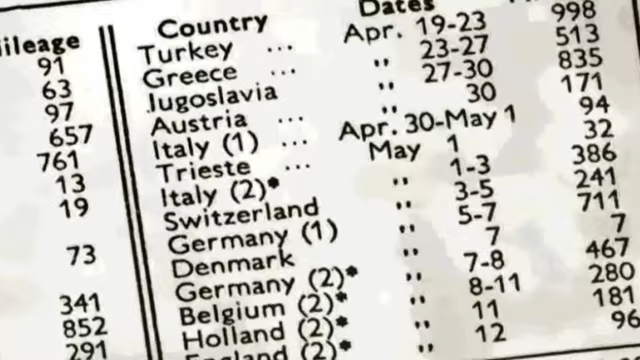 ileage Country Dates
91 Turkey ... Apr. 19-23 998
63 Greece ... " 23-27 513
97 Jugoslavia " 27-30 835
657 Austria ... " 30 171
761 Italy (1) ... Apr. 30-May 1 94
13 Trieste ... May 1 32
19 Italy (2)* " 1-3 386
Switzerland " 3-5 241
73 Germany (1) " 5-7 711
Denmark " 7 7
341 Germany (2)* " 7-8 467
852 Belgium (2)* " 8-11 280
291 Holland (2)* " 11 181
England (2)* " 12 96